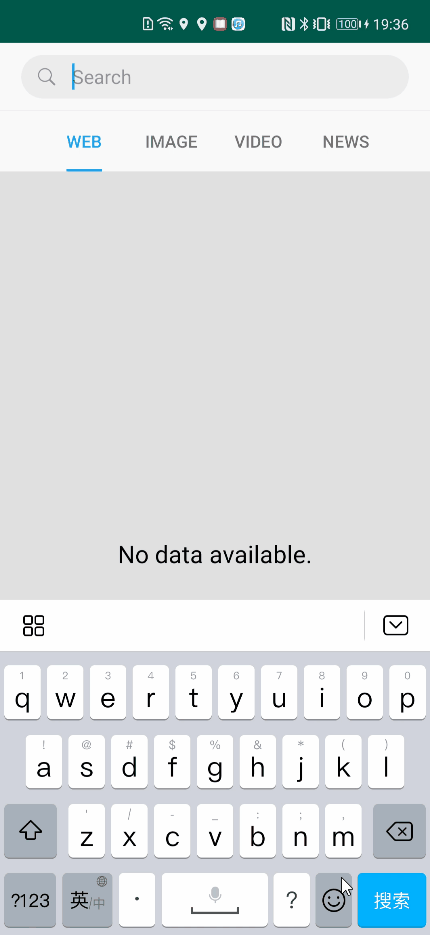 100 19:36
Search
WEB IMAGE VIDEO NEWS
No data available.
1 2 3 4 5 6 7 8 9 0
q w e r t y u i o p
! @ # $ % & * ( )
a s d f g h j k l
' / - _ : ; ,
z x c v b n m
?123 英/中 · ? 搜索